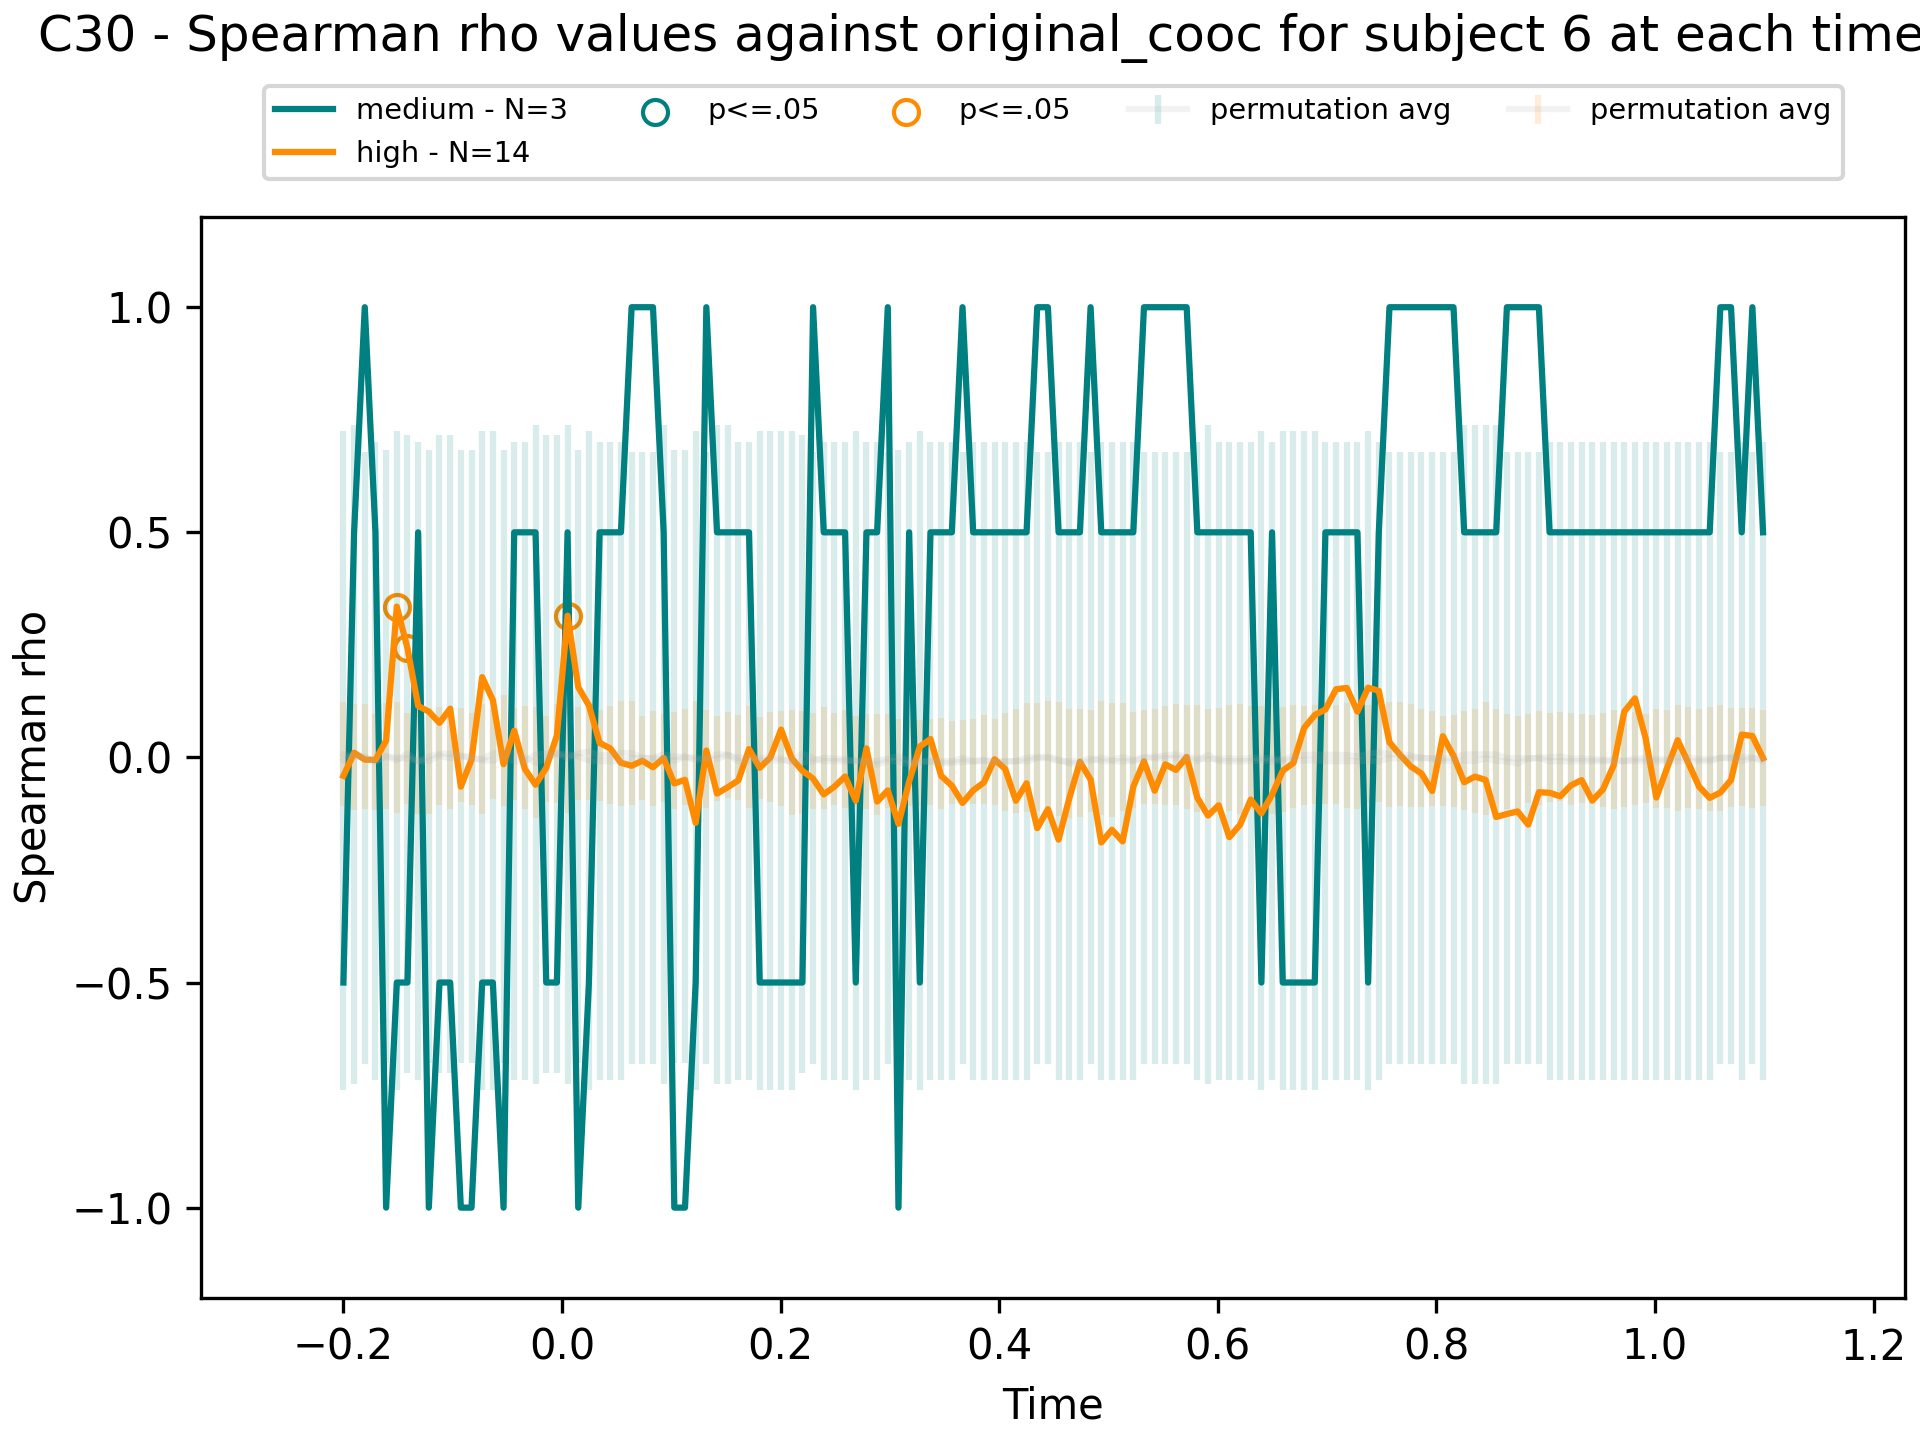 C30 - Spearman rho values against original_cooc for subject 6 at each time
medium - N=3
high - N=14
p<=.05
p<=.05
permutation avg
permutation avg
Spearman rho
1.0
0.5
0.0
−0.5
−1.0
−0.2 0.0 0.2 0.4 0.6 0.8 1.0 1.2
Time